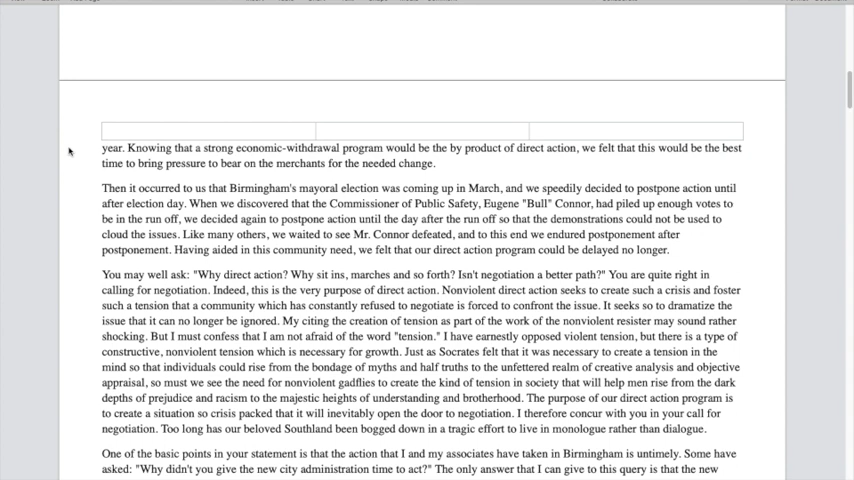 year. Knowing that a strong economic-withdrawal program would be the by product of direct action, we felt that this would be the best
time to bring pressure to bear on the merchants for the needed change.
Then it occurred to us that Birmingham's mayoral election was coming up in March, and we speedily decided to postpone action until
after election day. When we discovered that the Commissioner of Public Safety, Eugene "Bull" Connor, had piled up enough votes to
be in the run off, we decided again to postpone action until the day after the run off so that the demonstrations could not be used to
cloud the issues. Like many others, we waited to see Mr. Connor defeated, and to this end we endured postponement after
postponement. Having aided in this community need, we felt that our direct action program could be delayed no longer.
You may well ask: "Why direct action? Why sit ins, marches and so forth? Isn't negotiation a better path?" You are quite right in
calling for negotiation. Indeed, this is the very purpose of direct action. Nonviolent direct action seeks to create such a crisis and foster
such a tension that a community which has constantly refused to negotiate is forced to confront the issue. It seeks so to dramatize the
issue that it can no longer be ignored. My citing the creation of tension as part of the work of the nonviolent resister may sound rather
shocking. But I must confess that I am not afraid of the word "tension." I have earnestly opposed violent tension, but there is a type of
constructive, nonviolent tension which is necessary for growth. Just as Socrates felt that it was necessary to create a tension in the
mind so that individuals could rise from the bondage of myths and half truths to the unfettered realm of creative analysis and objective
appraisal, so must we see the need for nonviolent gadflies to create the kind of tension in society that will help men rise from the dark
depths of prejudice and racism to the majestic heights of understanding and brotherhood. The purpose of our direct action program is
to create a situation so crisis packed that it will inevitably open the door to negotiation. I therefore concur with you in your call for
negotiation. Too long has our beloved Southland been bogged down in a tragic effort to live in monologue rather than dialogue.
One of the basic points in your statement is that the action that I and my associates have taken in Birmingham is untimely. Some have
asked: "Why didn't you give the new city administration time to act?" The only answer that I can give to this query is that the new